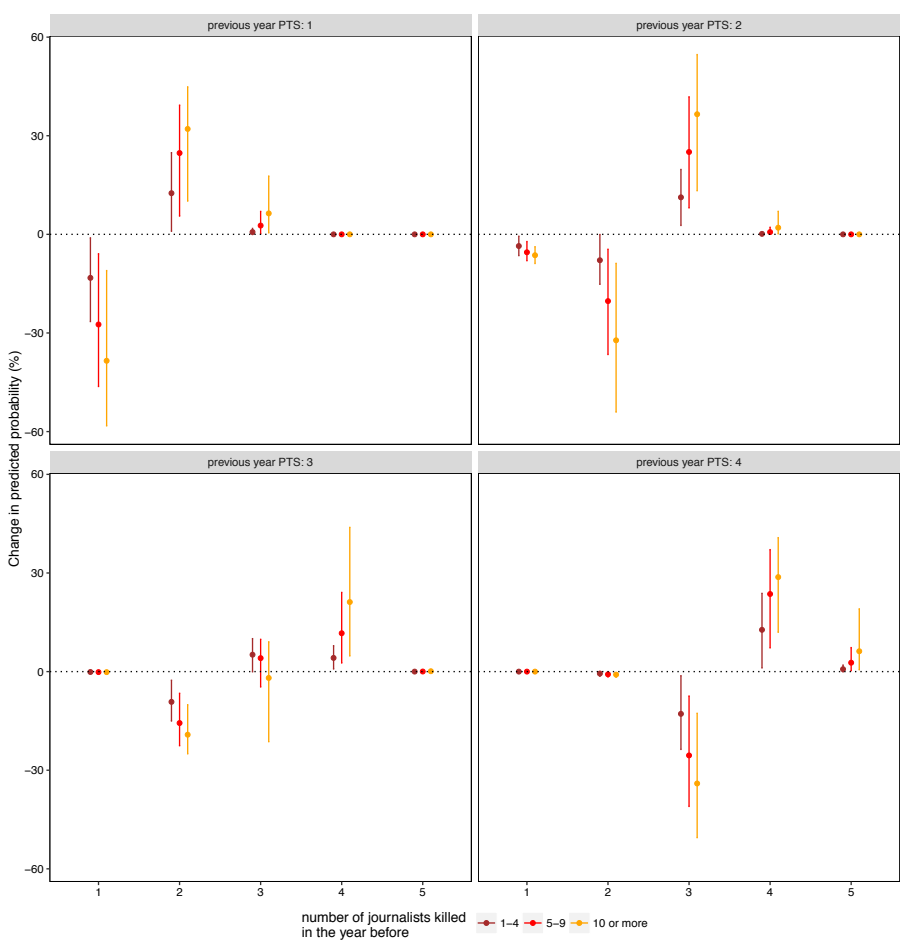 previous year PTS: 1
previous year PTS: 2
60
30
0
−30
−60
previous year PTS: 3
previous year PTS: 4
60
30
0
−30
−60
Change in predicted probability (%)
1 2 3 4 5
1 2 3 4 5
number of journalists killed
in the year before
1−4 5−9 10 or more